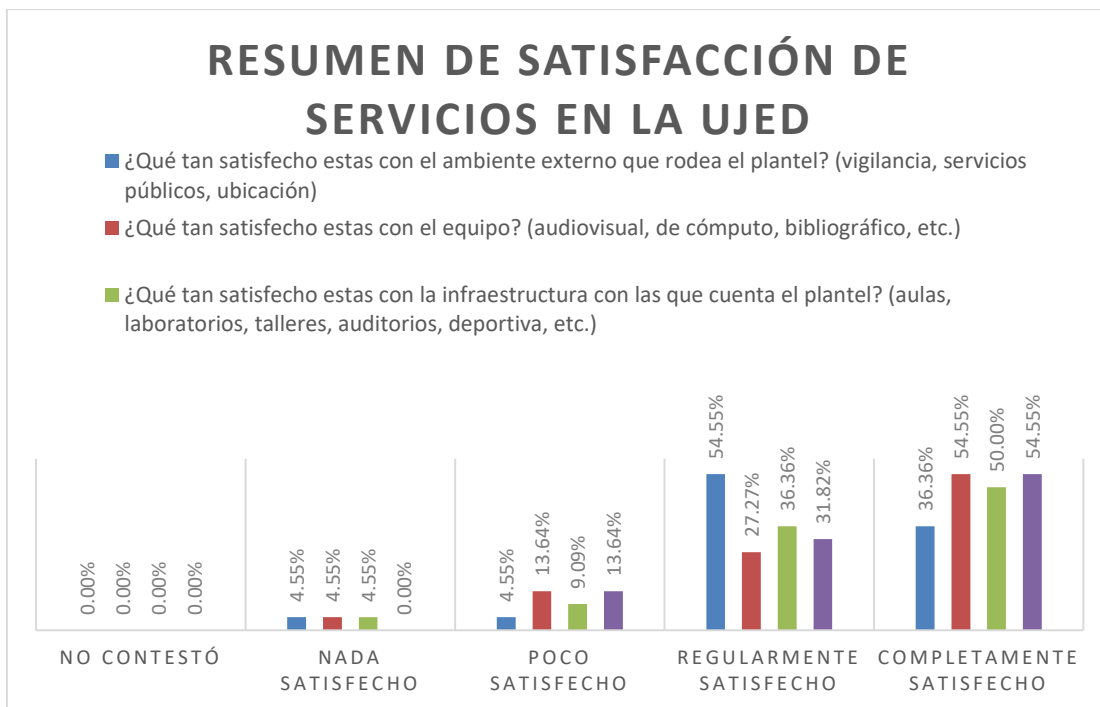 RESUMEN DE SATISFACCIÓN DE
SERVICIOS EN LA UJED
¿Qué tan satisfecho estas con el ambiente externo que rodea el plantel? (vigilancia, servicios
públicos, ubicación)
¿Qué tan satisfecho estas con el equipo? (audiovisual, de cómputo, bibliográfico, etc.)
¿Qué tan satisfecho estas con la infraestructura con las que cuenta el plantel? (aulas,
laboratorios, talleres, auditorios, deportiva, etc.)
0.00% 0.00% 0.00% 0.00%
4.55% 4.55% 4.55% 0.00%
4.55% 13.64% 9.09% 13.64%
54.55% 27.27% 36.36% 31.82%
36.36% 54.55% 50.00% 54.55%
NO CONTESTÓ
NADA
SATISFECHO
POCO
SATISFECHO
REGULARMENTE
SATISFECHO
COMPLETAMENTE
SATISFECHO